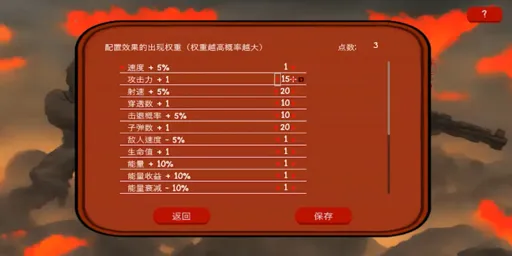 ?
配置效果的出现权重（权重越高概率越大） 点数: 3
速度 + 5% 1
攻击力 + 1 15
射速 + 5% 20
穿透数 + 1 10
击退概率 + 5% 10
子弹数 + 1 20
敌人速度 - 5% 1
生命值 + 1 1
能量 + 10% 1
能量收益 + 10% 1
能量衰减 - 10% 1
返回 保存